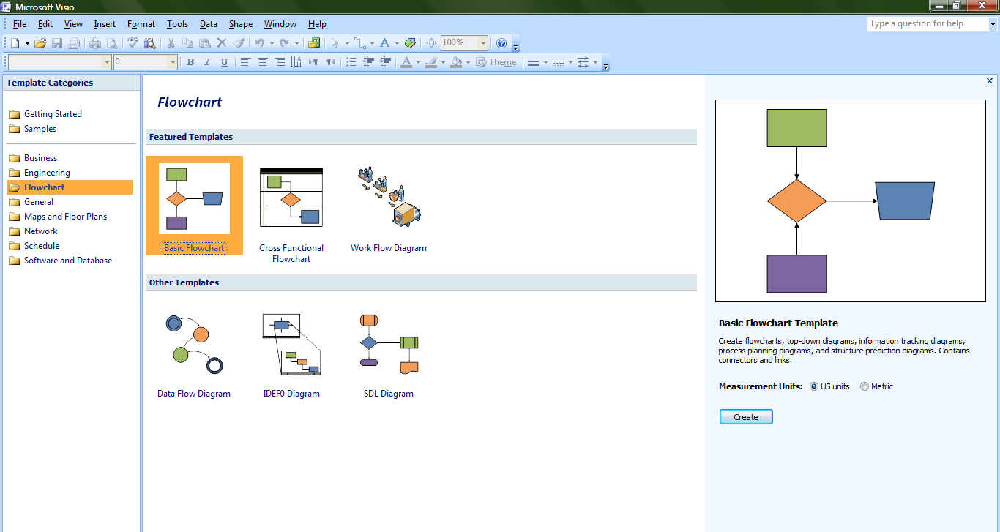 Microsoft Visio
File Edit View Insert Format Tools Data Shape Window Help
Type a question for help
ABC
100%
0
B I U
A
Theme
Template Categories
Getting Started
Samples
Business
Engineering
Flowchart
General
Maps and Floor Plans
Network
Schedule
Software and Database
Flowchart
Featured Templates
Basic Flowchart
Cross Functional
Flowchart
Work Flow Diagram
Other Templates
Data Flow Diagram
IDEF0 Diagram
SDL Diagram
Basic Flowchart Template
Create flowcharts, top-down diagrams, information tracking diagrams,
process planning diagrams, and structure prediction diagrams. Contains
connectors and links.
Measurement Units: US units Metric
Create